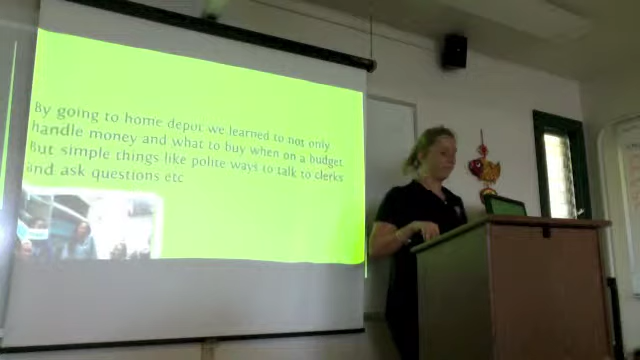 By going to home depot we learned to not only
handle money and what to buy when on a budget.
But simple things like polite ways to talk to clerks
and ask questions etc